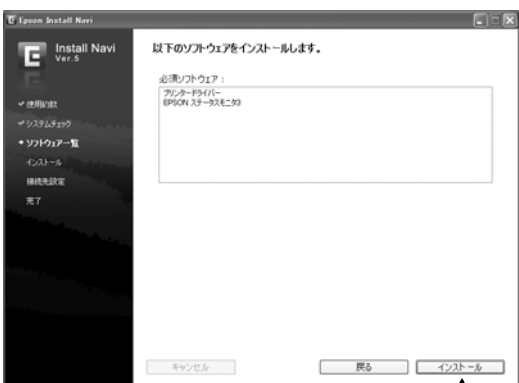 Epson Install Navi
E
Install Navi
Ver.5
以下のソフトウェアをインストールします。
必須ソフトウェア：
プリンタードライバー
EPSON ステータスモニタ3
使用許諾
システムチェック
ソフトウェア一覧
インストール
接続先設定
完了
キャンセル
戻る
インストール